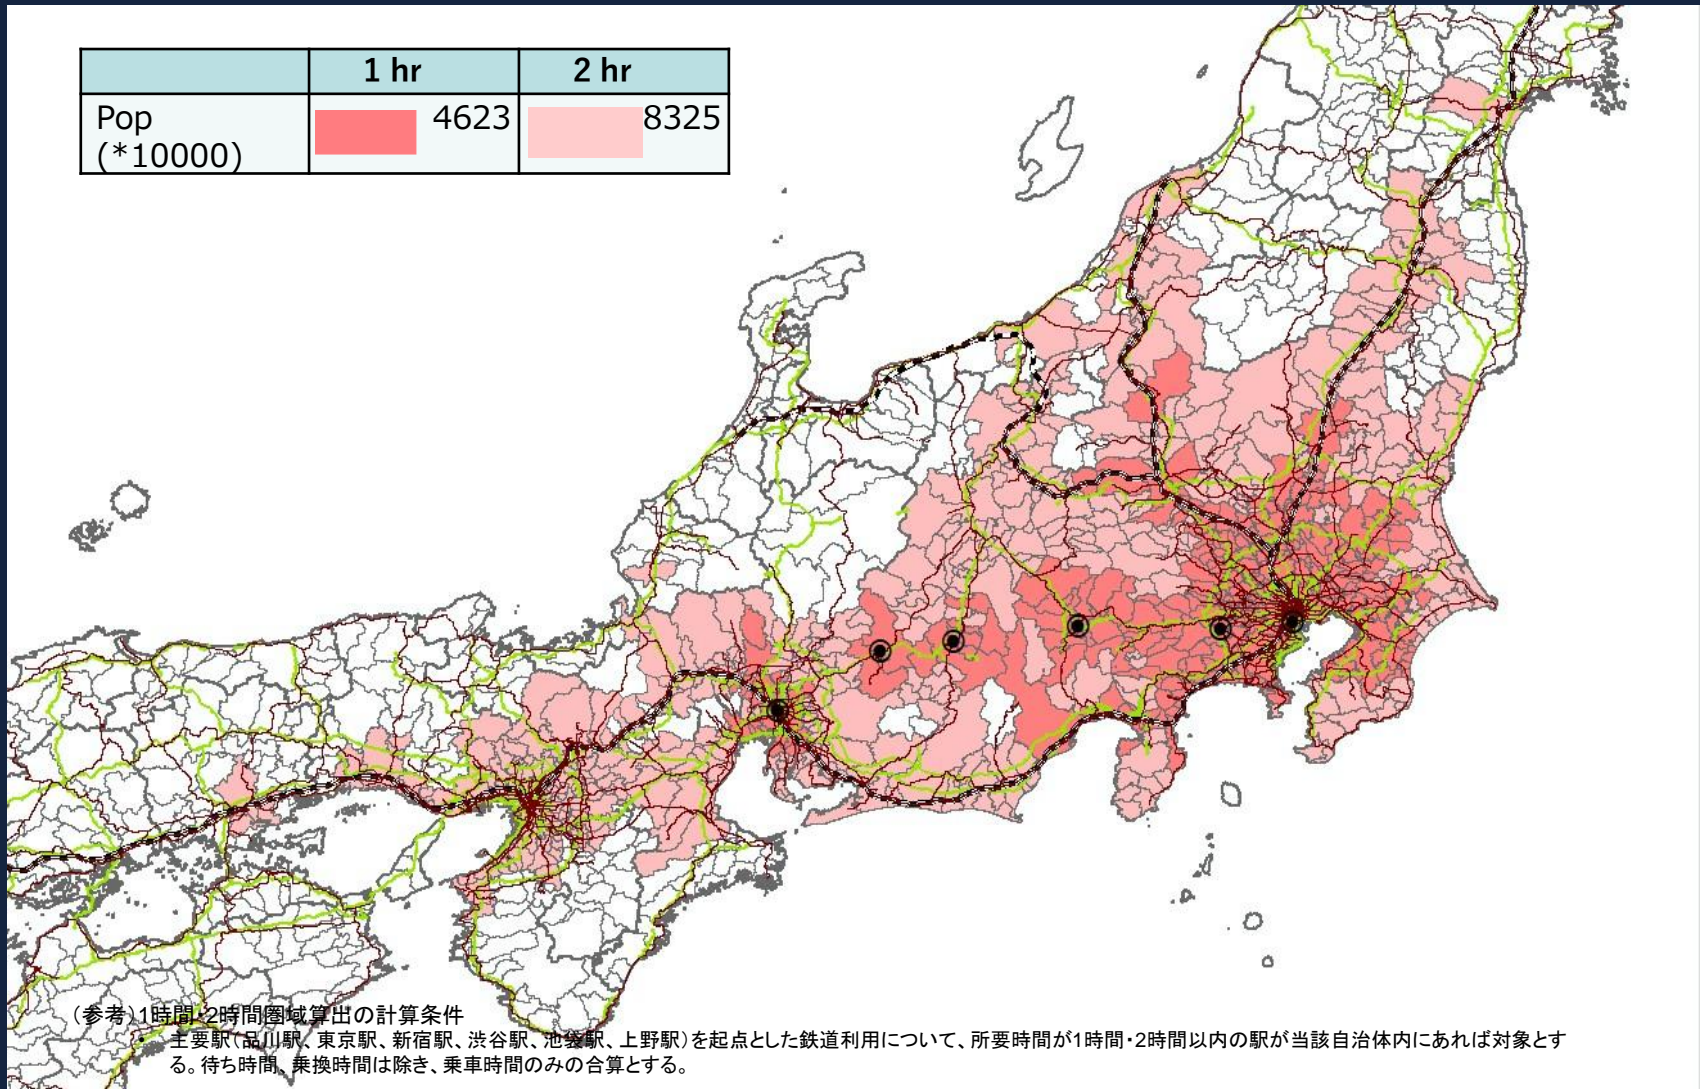 1 hr
2 hr
Pop
(*10000)
4623
8325
（参考）1時間・2時間圏域算出の計算条件
・ 主要駅（品川駅、東京駅、新宿駅、渋谷駅、池袋駅、上野駅）を起点とした鉄道利用について、所要時間が1時間・2時間以内の駅が当該自治体内にあれば対象とす
る。待ち時間、乗換時間は除き、乗車時間のみの合算とする。